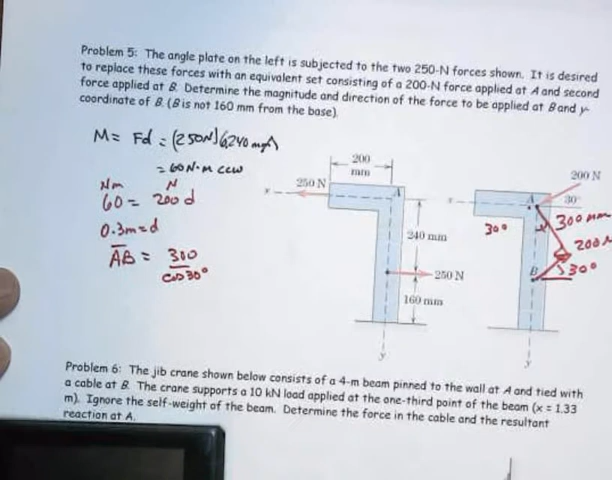 Problem 5: The angle plate on the left is subjected to the two 250-N forces shown. It is desired
to replace these forces with an equivalent set consisting of a 200-N force applied at A and second
force applied at B. Determine the magnitude and direction of the force to be applied at B and y-
coordinate of B. (B is not 160 mm from the base).
M = Fd = (250N)(240 mm)
= 60 N·m ccw
Nm N
60 = 200 d
0.3m = d
AB = 300
cos 30°
200
mm
250 N
x
A
240 mm
250 N
160 mm
y
200 N
x
A
30°
30°
300 mm
200
B
30°
y
Problem 6: The jib crane shown below consists of a 4-m beam pinned to the wall at A and tied with
a cable at B. The crane supports a 10 kN load applied at the one-third point of the beam (x = 1.33
m). Ignore the self-weight of the beam. Determine the force in the cable and the resultant
reaction at A.